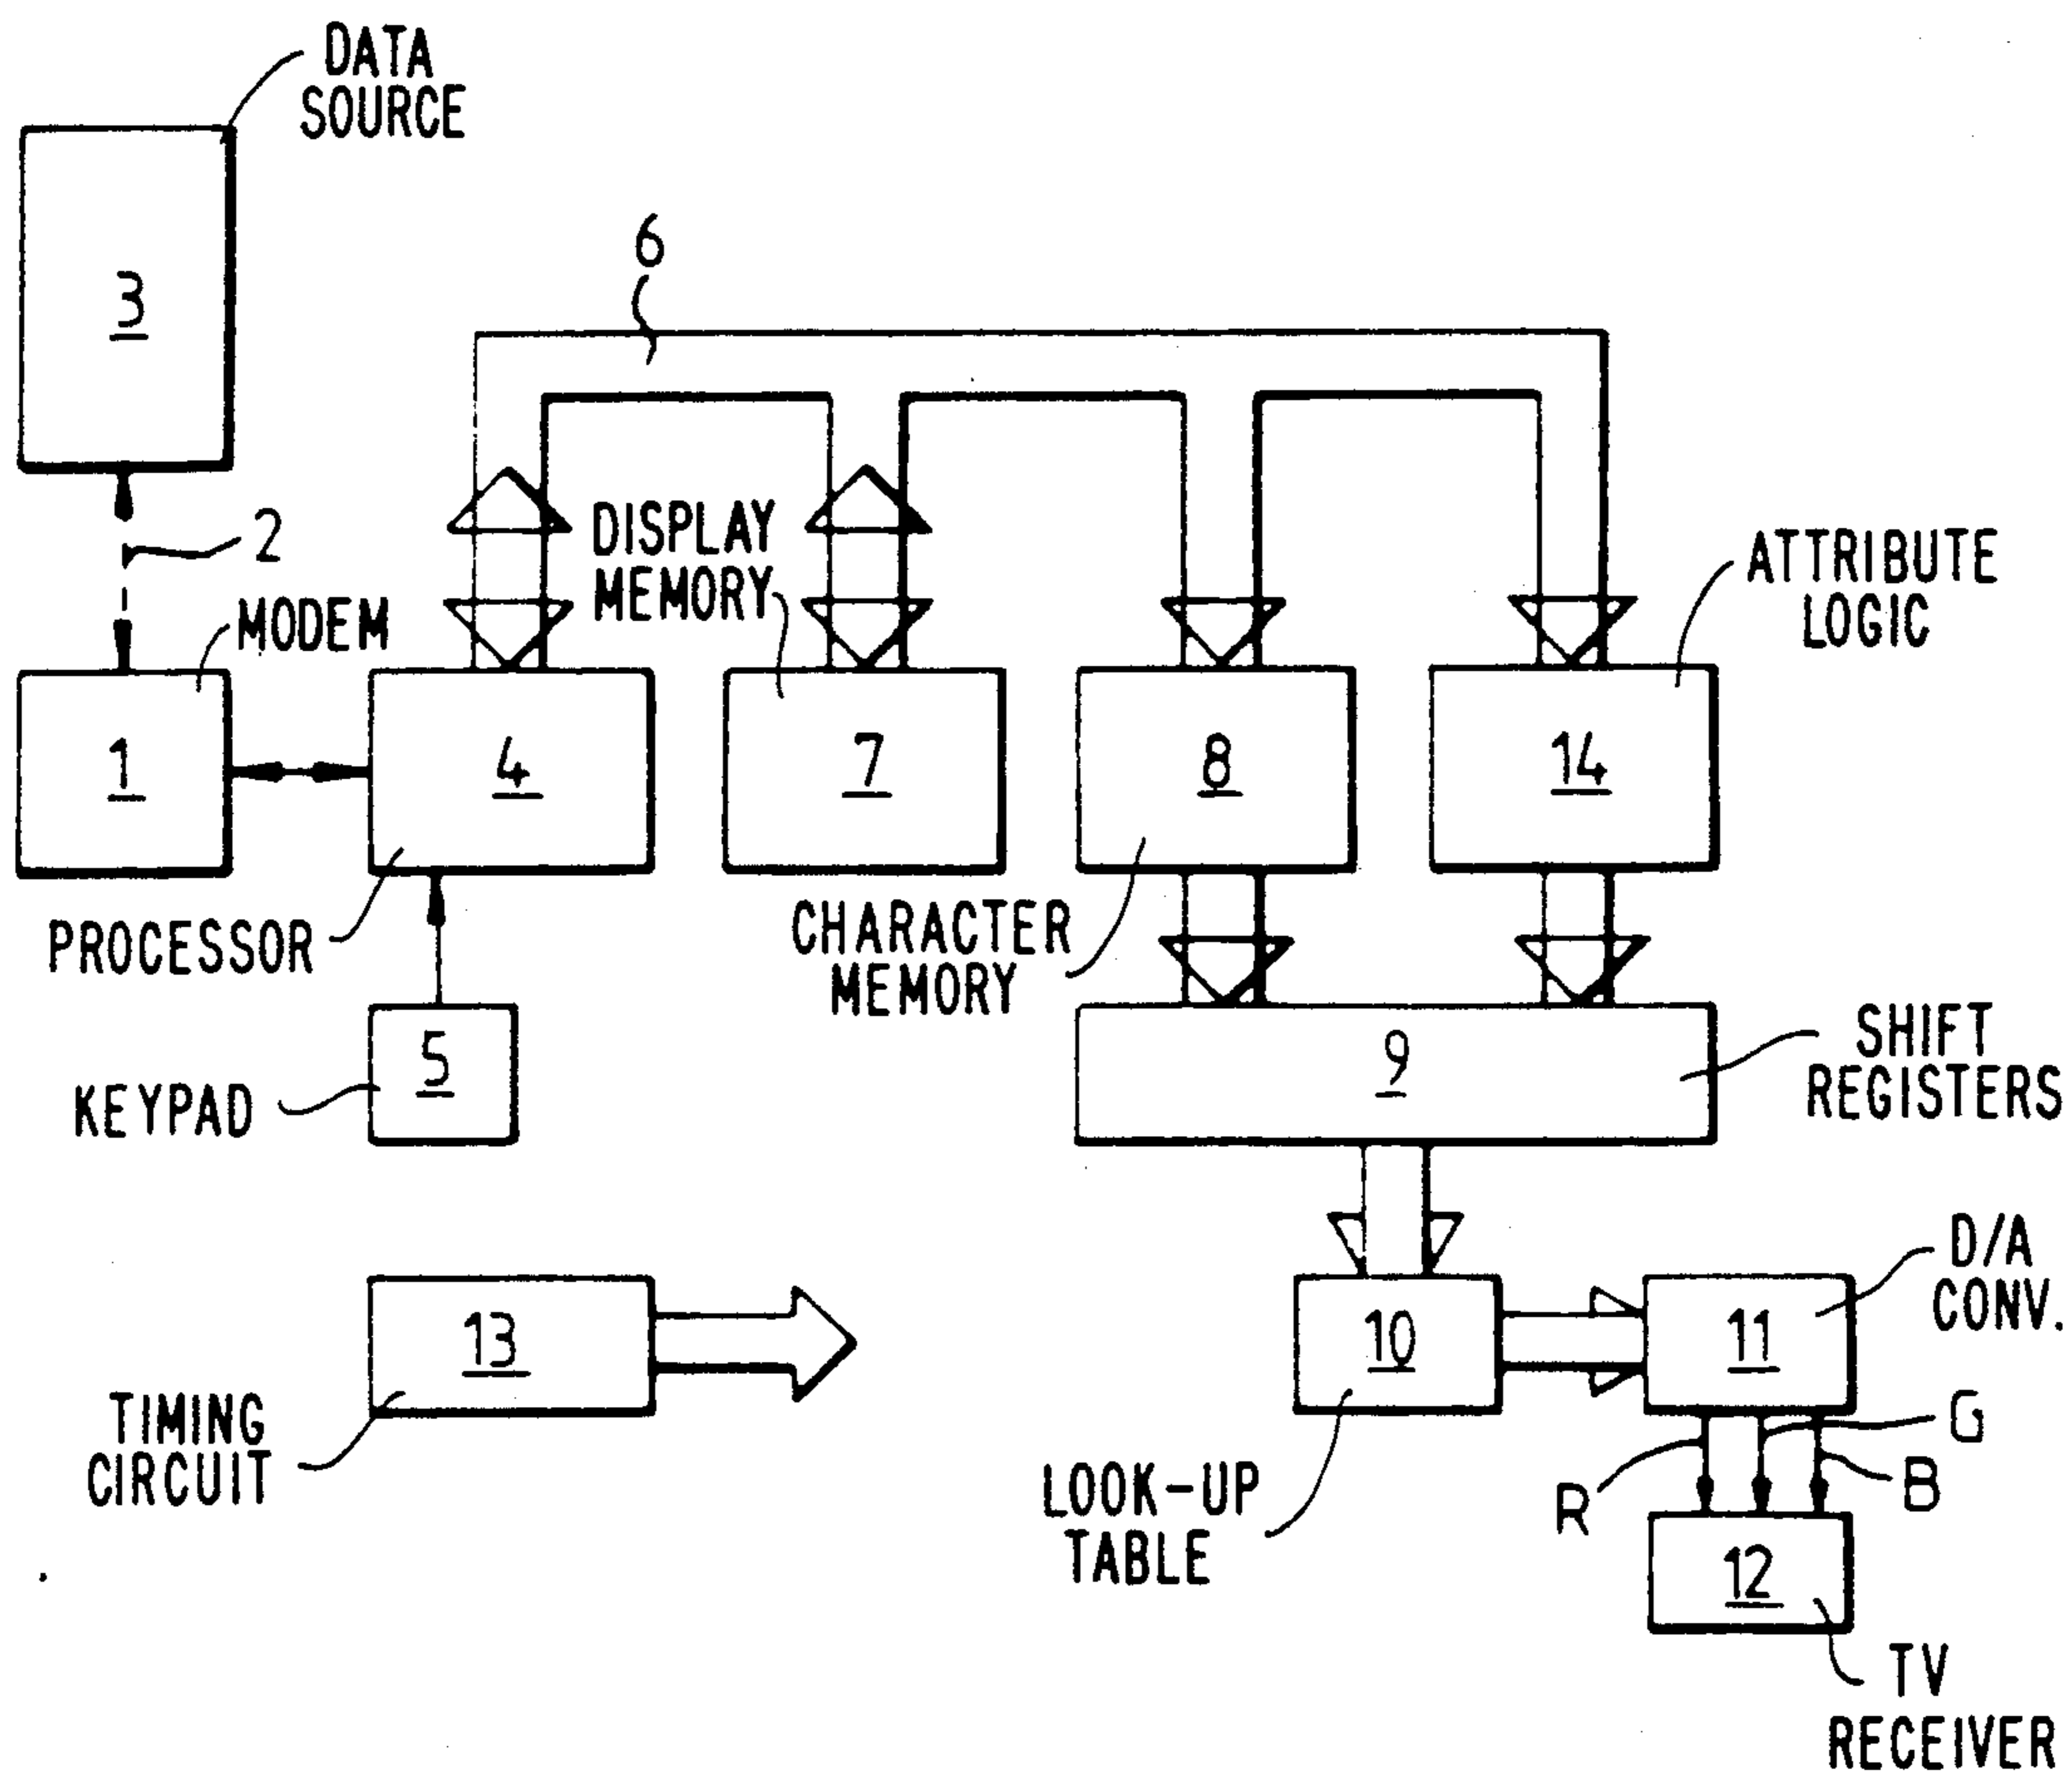 DATA
SOURCE
3
6
2
DISPLAY
MEMORY
ATTRIBUTE
LOGIC
MODEM
1
4
7
8
14
PROCESSOR
CHARACTER
MEMORY
5
KEYPAD
9
SHIFT
REGISTERS
13
TIMING
CIRCUIT
10
11
D/A
CONV.
LOOK-UP
TABLE
R
G
B
12
TV
RECEIVER